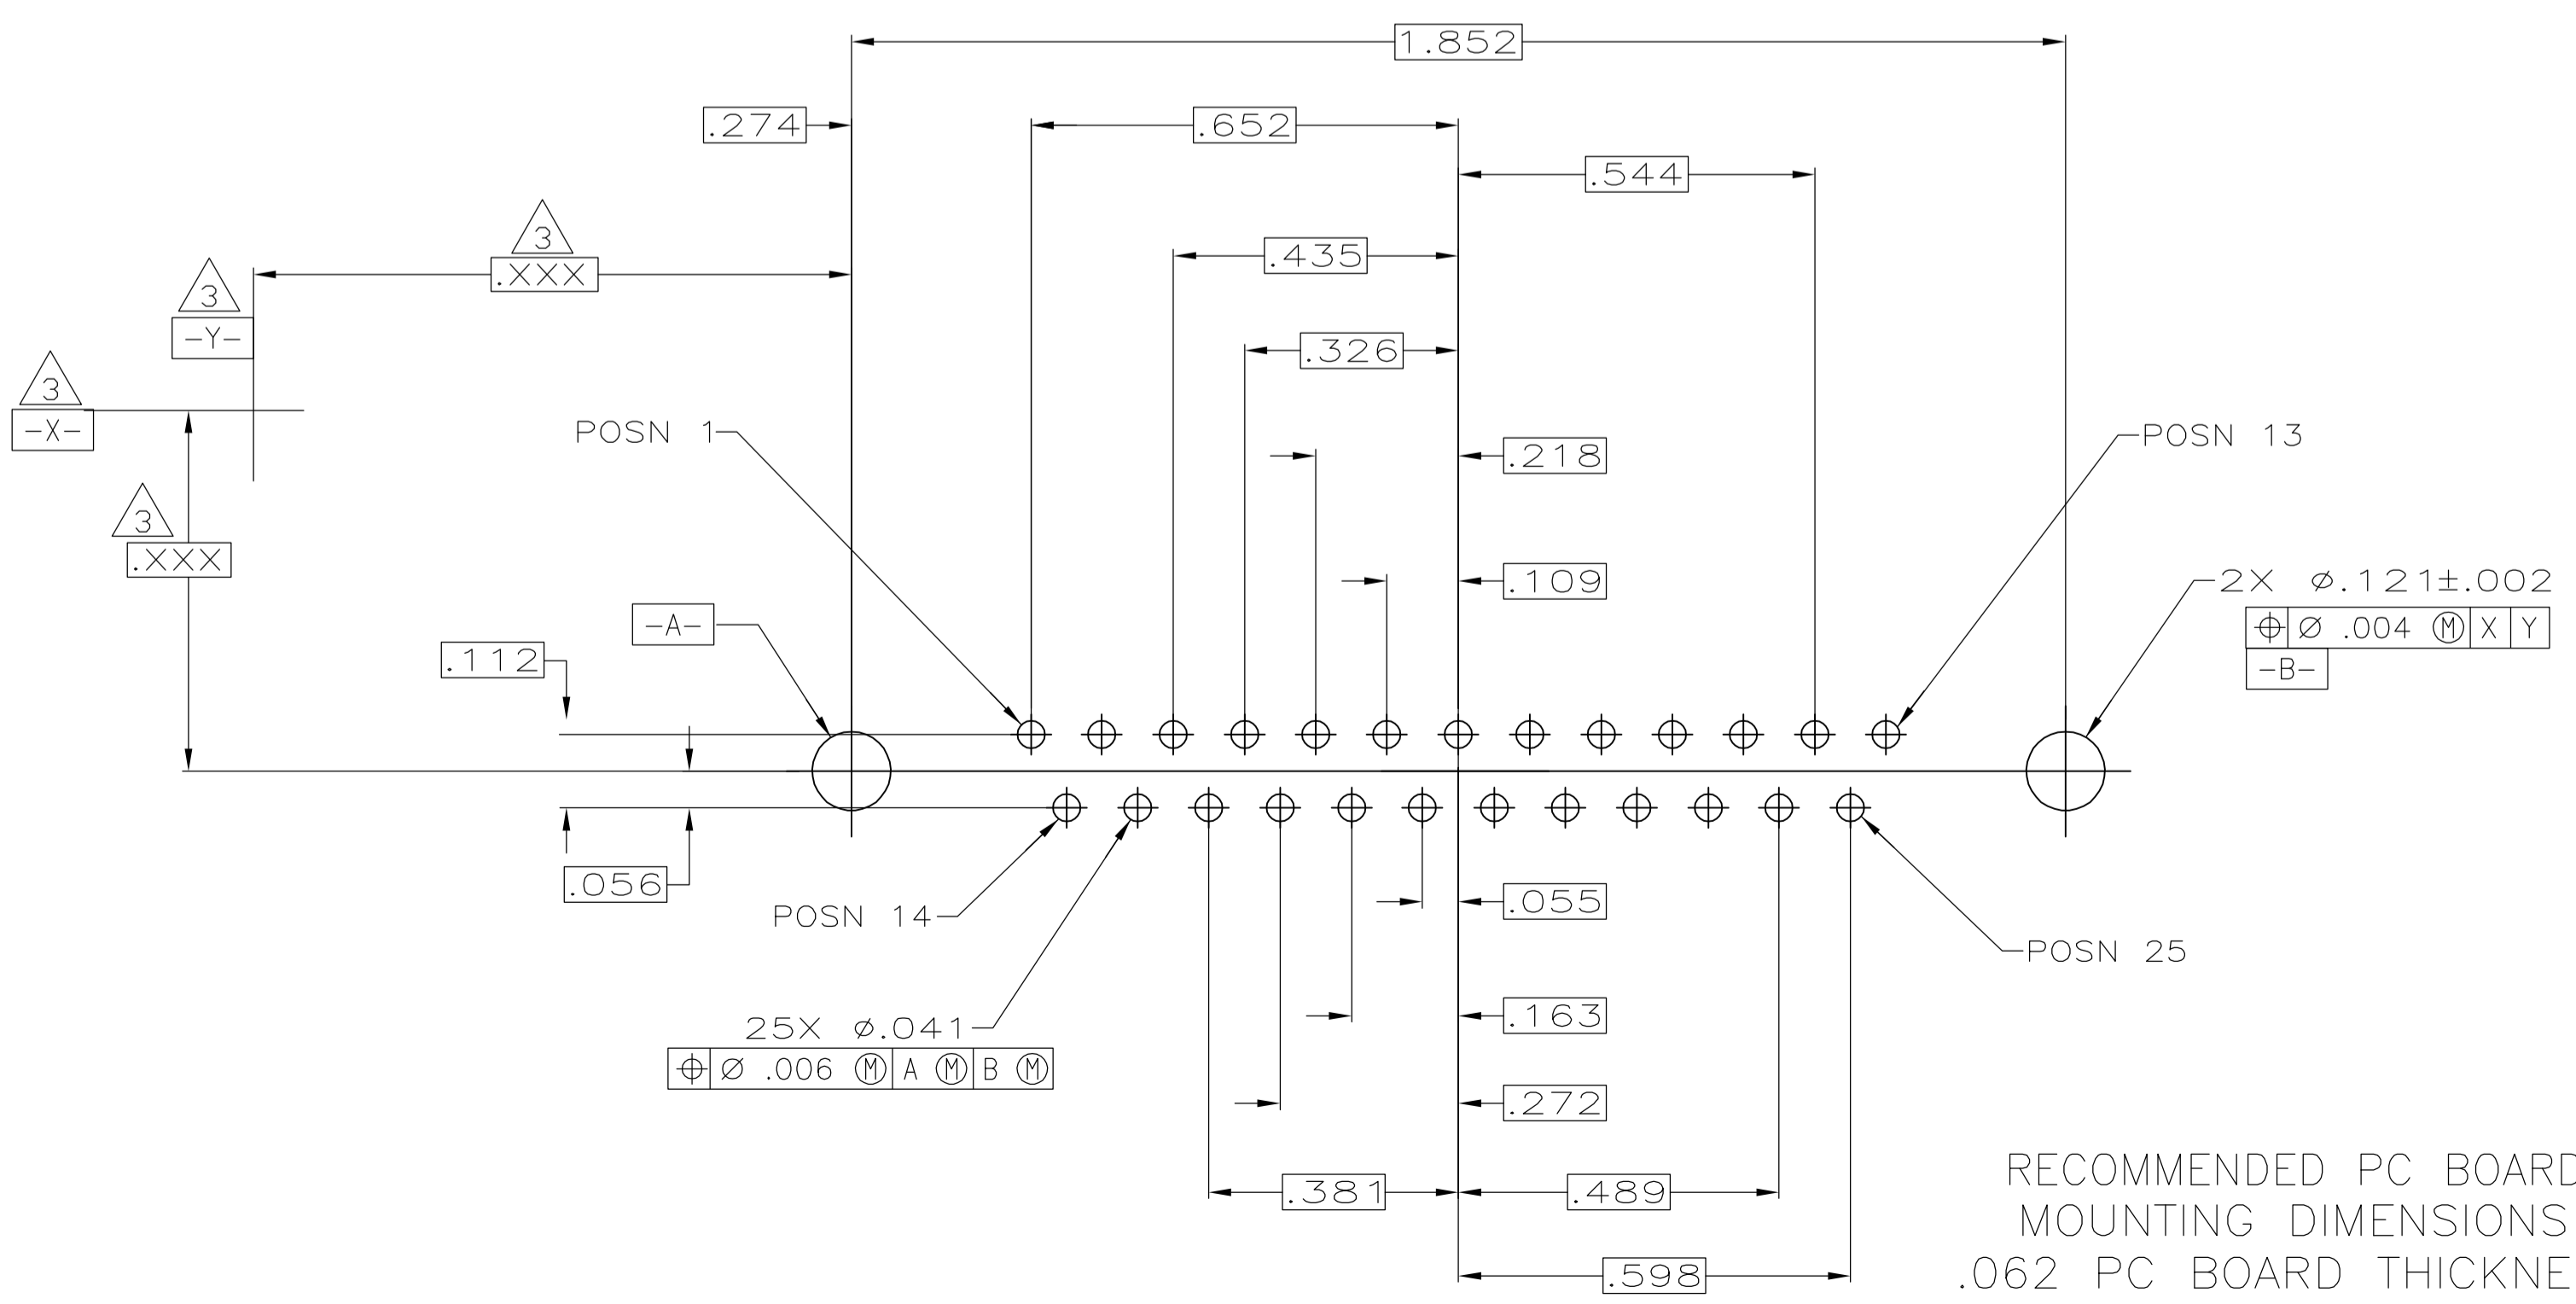 1.852
.274
.652
.544
3
.435
.XXX
3
-Y-
.326
3
-X-
POSN 1
POSN 13
.218
3
.XXX
.109
2X ⌀.121±.002
⌖ ⌀ .004 Ⓜ X Y
-B-
-A-
.112
.056
POSN 14
.055
POSN 25
25X ⌀.041
⌖ ⌀ .006 Ⓜ A Ⓜ B Ⓜ
.163
.272
.381
.489
.598
RECOMMENDED PC BOARD
MOUNTING DIMENSIONS
.062 PC BOARD THICKNE